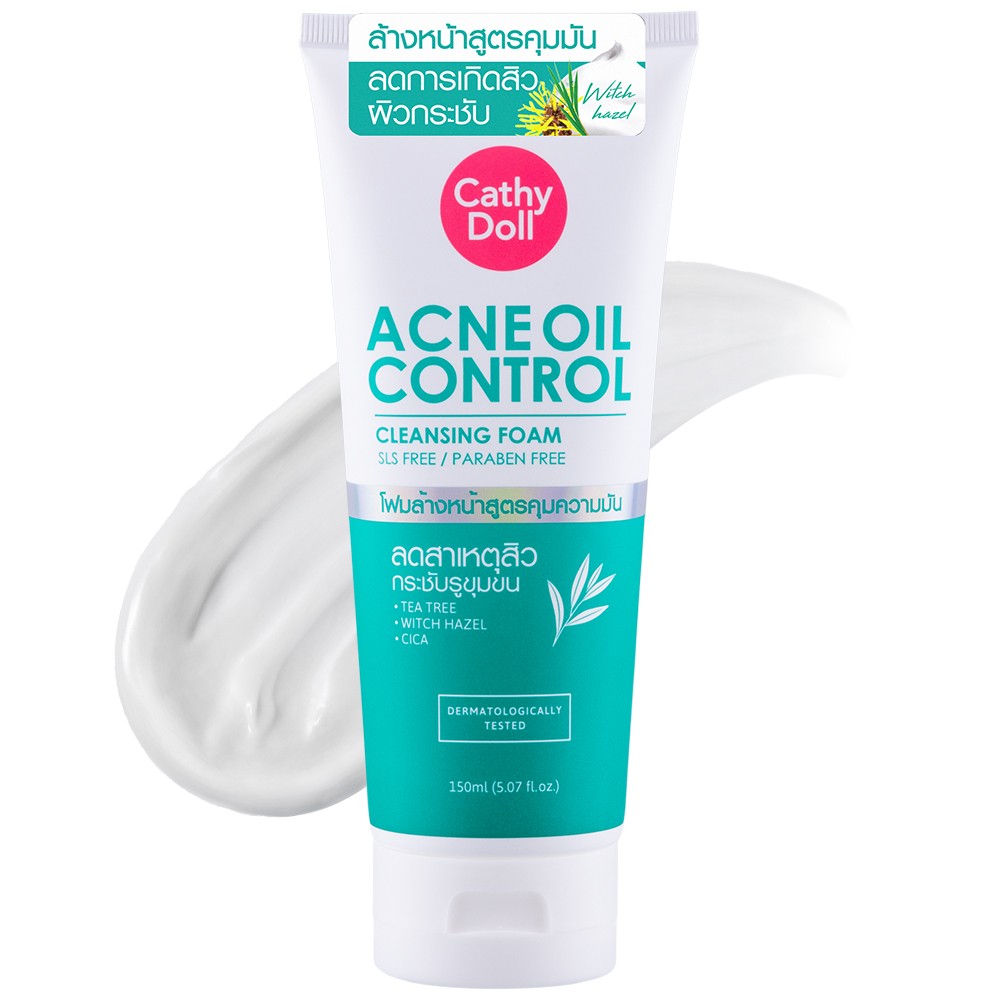 ล้างหน้าสูตรคุมมัน
ลดการเกิดสิว
ผิวกระชับ
Witch
hazel
Cathy
Doll
ACNE OIL
CONTROL
CLEANSING FOAM
SLS FREE / PARABEN FREE
โฟมล้างหน้าสูตรคุมความมัน
ลดสาเหตุสิว
กระชับรูขุมขน
• TEA TREE
• WITCH HAZEL
• CICA
DERMATOLOGICALLY
TESTED
150ml (5.07 fl.oz.)